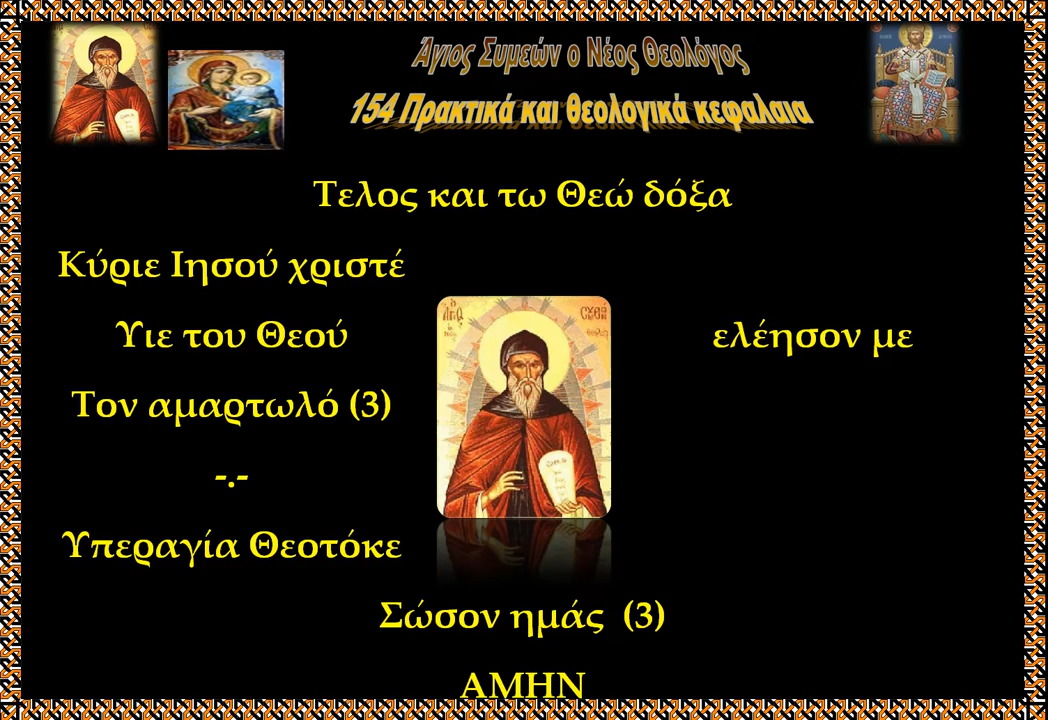 Άγιος Συμεών ο Νέος Θεολόγος
154 Πρακτικά και θεολογικά κεφαλαια
Τελος και τω Θεώ δόξα
Κύριε Ιησού χριστέ
Υιε του Θεού ελέησον με
Τον αμαρτωλό (3)
-.-
Υπεραγία Θεοτόκε
Σώσον ημάς (3)
ΑΜΗΝ